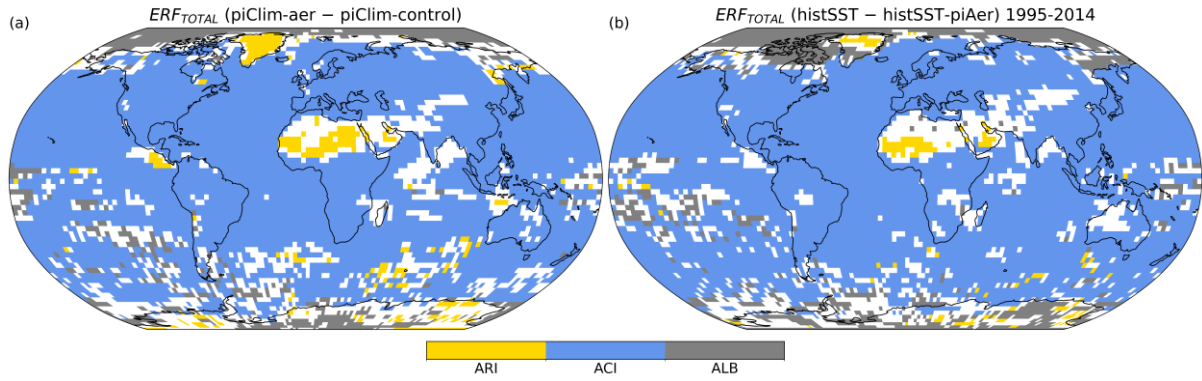 (a) ERF_TOTAL (piClim-aer − piClim-control)
(b) ERF_TOTAL (histSST − histSST-piAer) 1995-2014
ARI ACI ALB